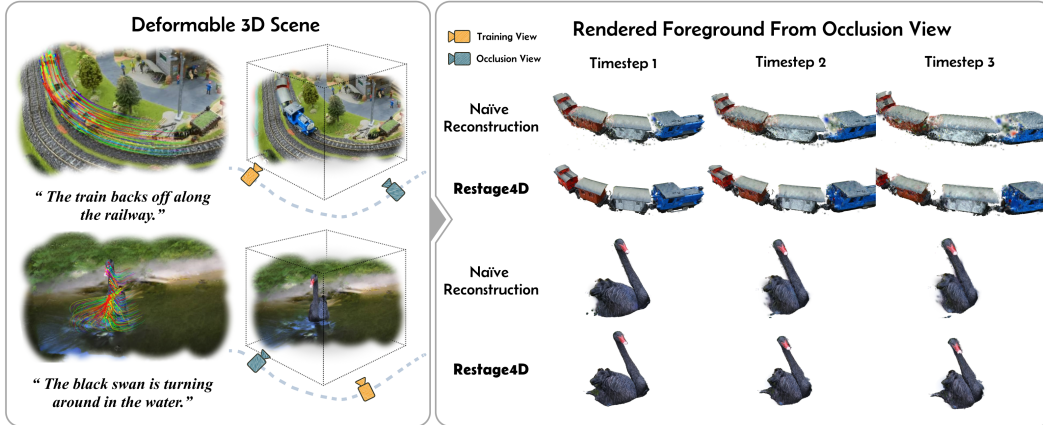 Deformable 3D Scene
“ The train backs off along
the railway.”
“ The black swan is turning
around in the water.”
Training View
Occlusion View
Rendered Foreground From Occlusion View
Timestep 1
Timestep 2
Timestep 3
Naïve
Reconstruction
Restage4D
Naïve
Reconstruction
Restage4D